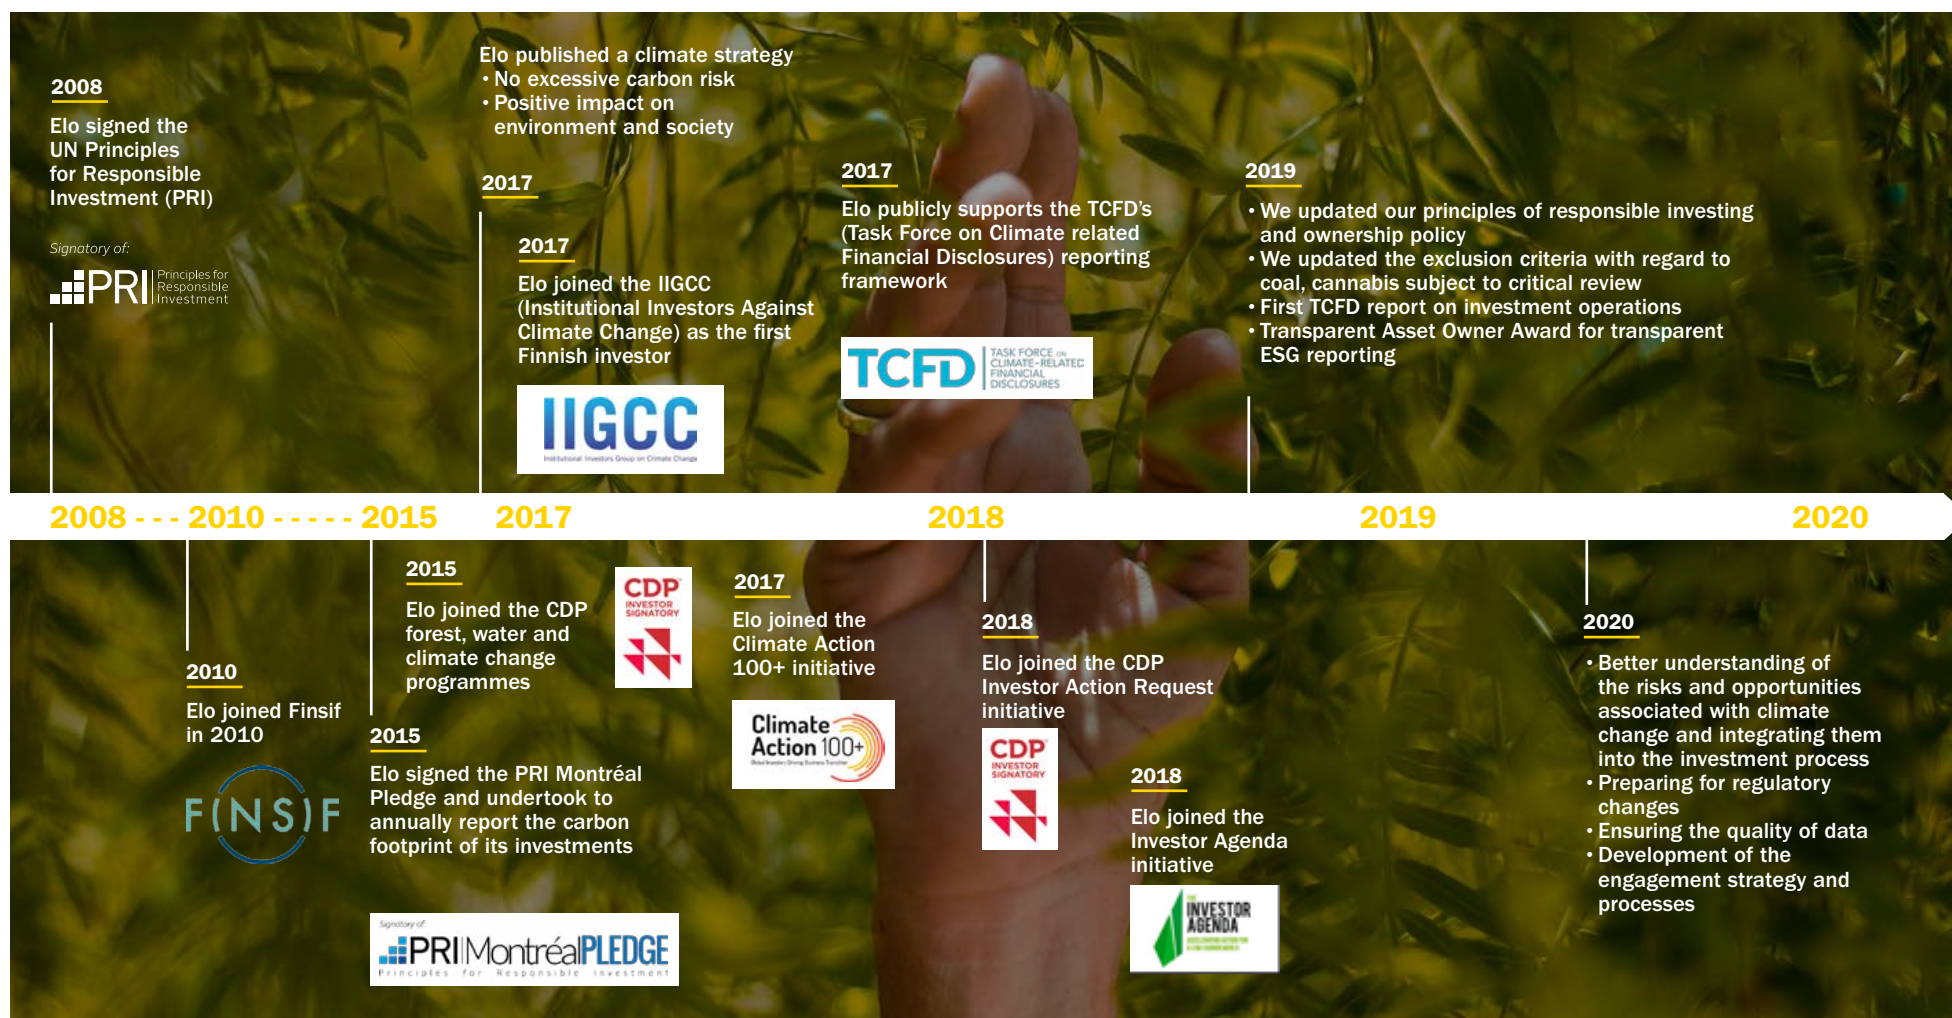 2008
Elo signed the
UN Principles
for Responsible
Investment (PRI)
Signatory of:
PRI Principles for
Responsible
Investment
Elo published a climate strategy
• No excessive carbon risk
• Positive impact on
environment and society
2017
2017
Elo joined the IIGCC
(Institutional Investors Against
Climate Change) as the first
Finnish investor
IIGCC
Institutional Investors Group on Climate Change
2017
Elo publicly supports the TCFD's
(Task Force on Climate related
Financial Disclosures) reporting
framework
TCFD TASK FORCE ON
CLIMATE-RELATED
FINANCIAL
DISCLOSURES
2019
• We updated our principles of responsible investing
and ownership policy
• We updated the exclusion criteria with regard to
coal, cannabis subject to critical review
• First TCFD report on investment operations
• Transparent Asset Owner Award for transparent
ESG reporting
2008 - - - 2010 - - - - - 2015 2017 2018 2019 2020
2010
Elo joined Finsif
in 2010
FINSIF
2015
Elo joined the CDP
forest, water and
climate change
programmes
CDP
INVESTOR
SIGNATORY
2015
Elo signed the PRI Montréal
Pledge and undertook to
annually report the carbon
footprint of its investments
Signatory of:
PRI MontréalPLEDGE
Principles for Responsible Investment
2017
Elo joined the
Climate Action
100+ initiative
Climate
Action 100+
Global Investors Driving Business Transition
2018
Elo joined the CDP
Investor Action Request
initiative
CDP
INVESTOR
SIGNATORY
2018
Elo joined the
Investor Agenda
initiative
THE
INVESTOR
AGENDA
2020
• Better understanding of
the risks and opportunities
associated with climate
change and integrating them
into the investment process
• Preparing for regulatory
changes
• Ensuring the quality of data
• Development of the
engagement strategy and
processes